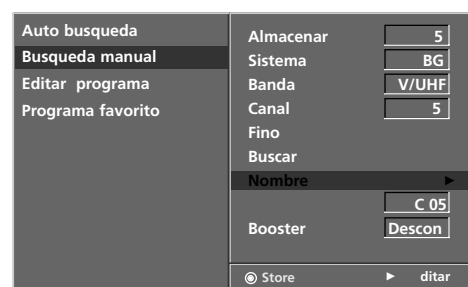 Auto busqueda
Busqueda manual
Editar programa
Programa favorito
Almacenar 5
Sistema BG
Banda V/UHF
Canal 5
Fino
Buscar
Nombre ►
C 05
Booster Descon
◉ Store ► ditar